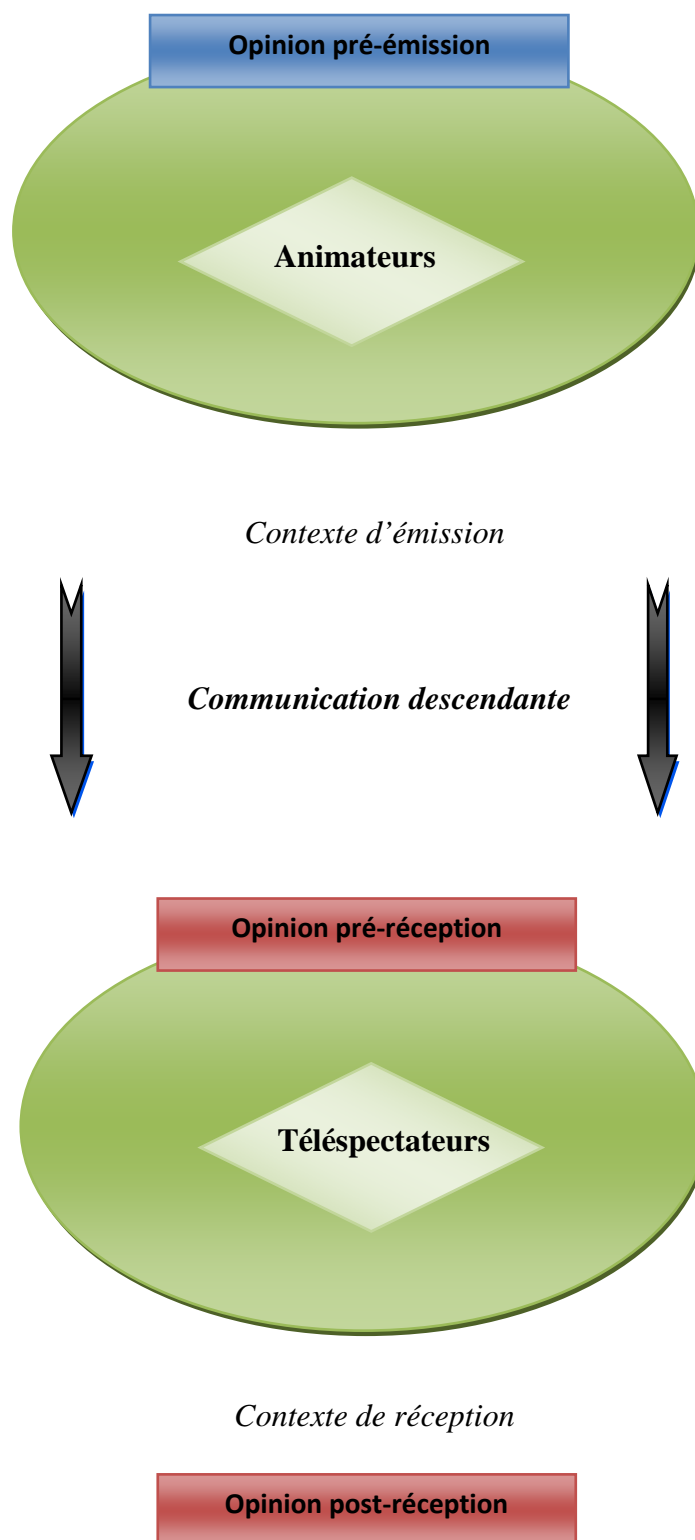 Opinion pré-émission
Animateurs
Contexte d’émission
Communication descendante
Opinion pré-réception
Téléspectateurs
Contexte de réception
Opinion post-réception